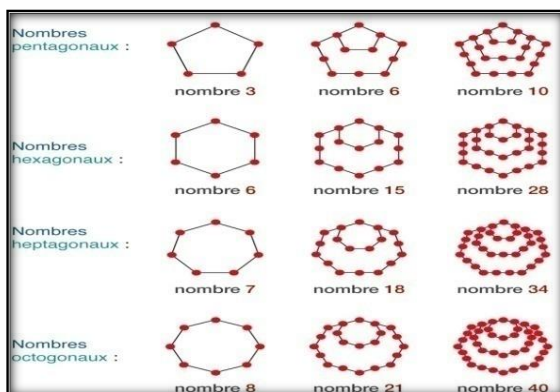 Nombres
pentagonaux :
nombre 3 nombre 6 nombre 10
Nombres
hexagonaux :
nombre 6 nombre 15 nombre 28
Nombres
heptagonaux :
nombre 7 nombre 18 nombre 34
Nombres
octogonaux :
nombre 8 nombre 21 nombre 40